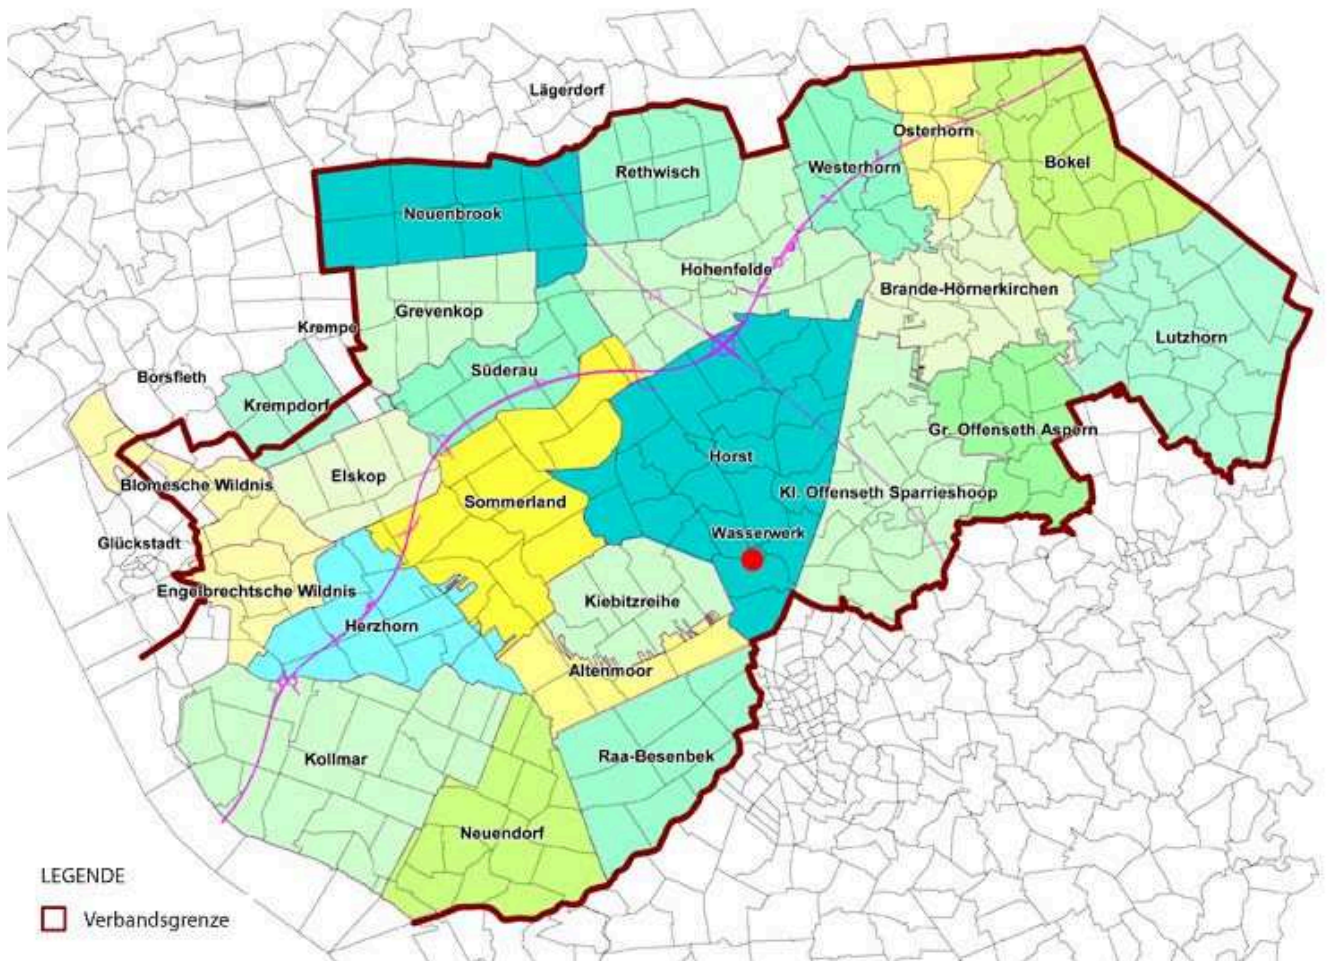 Lägerdorf
Osterhorn
Rethwisch
Westerhorn
Bokel
Neuenbrook
Hohenfelde
Brande-Hörnerkirchen
Grevenkop
Krempe
Lutzhorn
Süderau
Borsfleth
Krempdorf
Gr. Offenseth Aspern
Horst
Elskop
Blomesche Wildnis
Kl. Offenseth Sparrieshoop
Sommerland
Wasserwerk
Glückstadt
Engelbrechtsche Wildnis
Kiebitzreihe
Herzhorn
Altenmoor
Raa-Besenbek
Kollmar
Neuendorf
LEGENDE
Verbandsgrenze